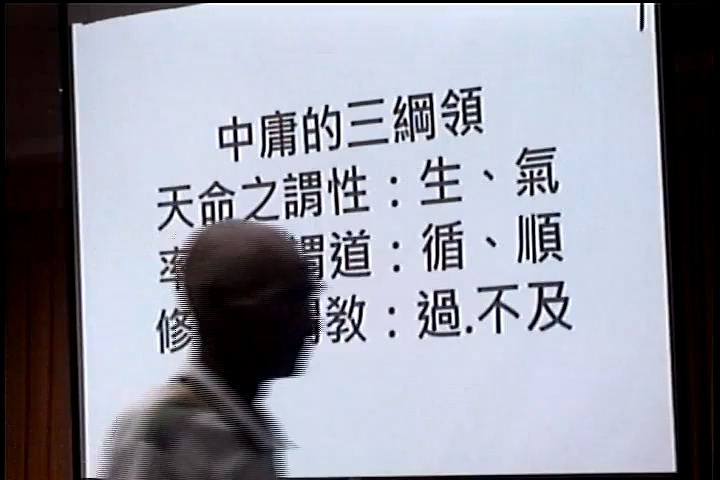 中庸的三綱領
天命之謂性：生、氣
率 謂道：循、順
修 謂教：過.不及